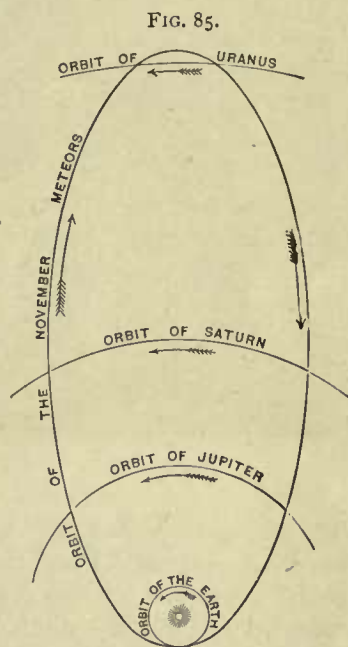 FIG. 85.
ORBIT OF URANUS
ORBIT OF THE NOVEMBER METEORS
ORBIT OF SATURN
ORBIT OF JUPITER
ORBIT OF THE EARTH